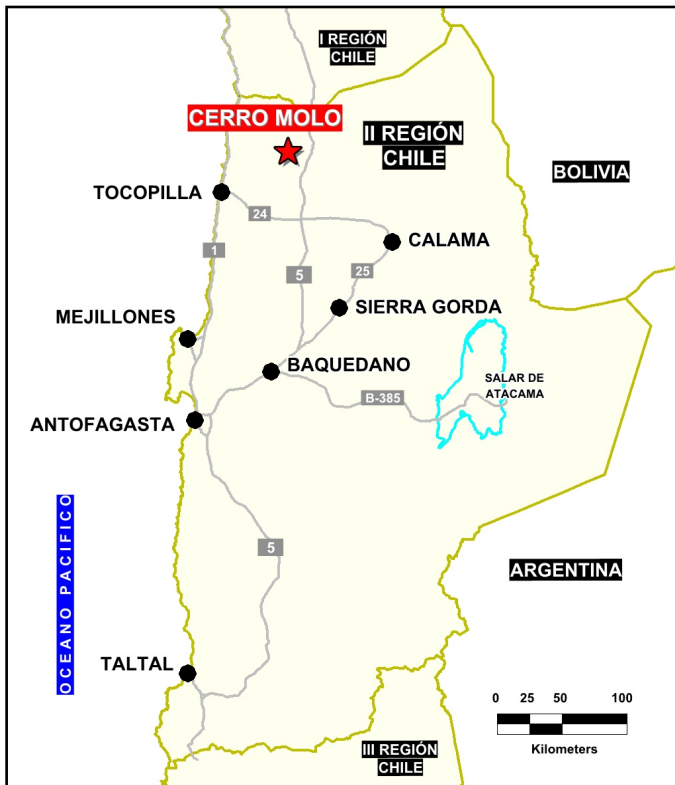 I REGIÓN
CHILE
CERRO MOLO
II REGIÓN
CHILE
BOLIVIA
TOCOPILLA
24
CALAMA
1
5
25
MEJILLONES
SIERRA GORDA
BAQUEDANO
SALAR DE
ATACAMA
B-385
ANTOFAGASTA
OCEANO PACIFICO
5
ARGENTINA
TALTAL
0 25 50 100
Kilometers
III REGIÓN
CHILE